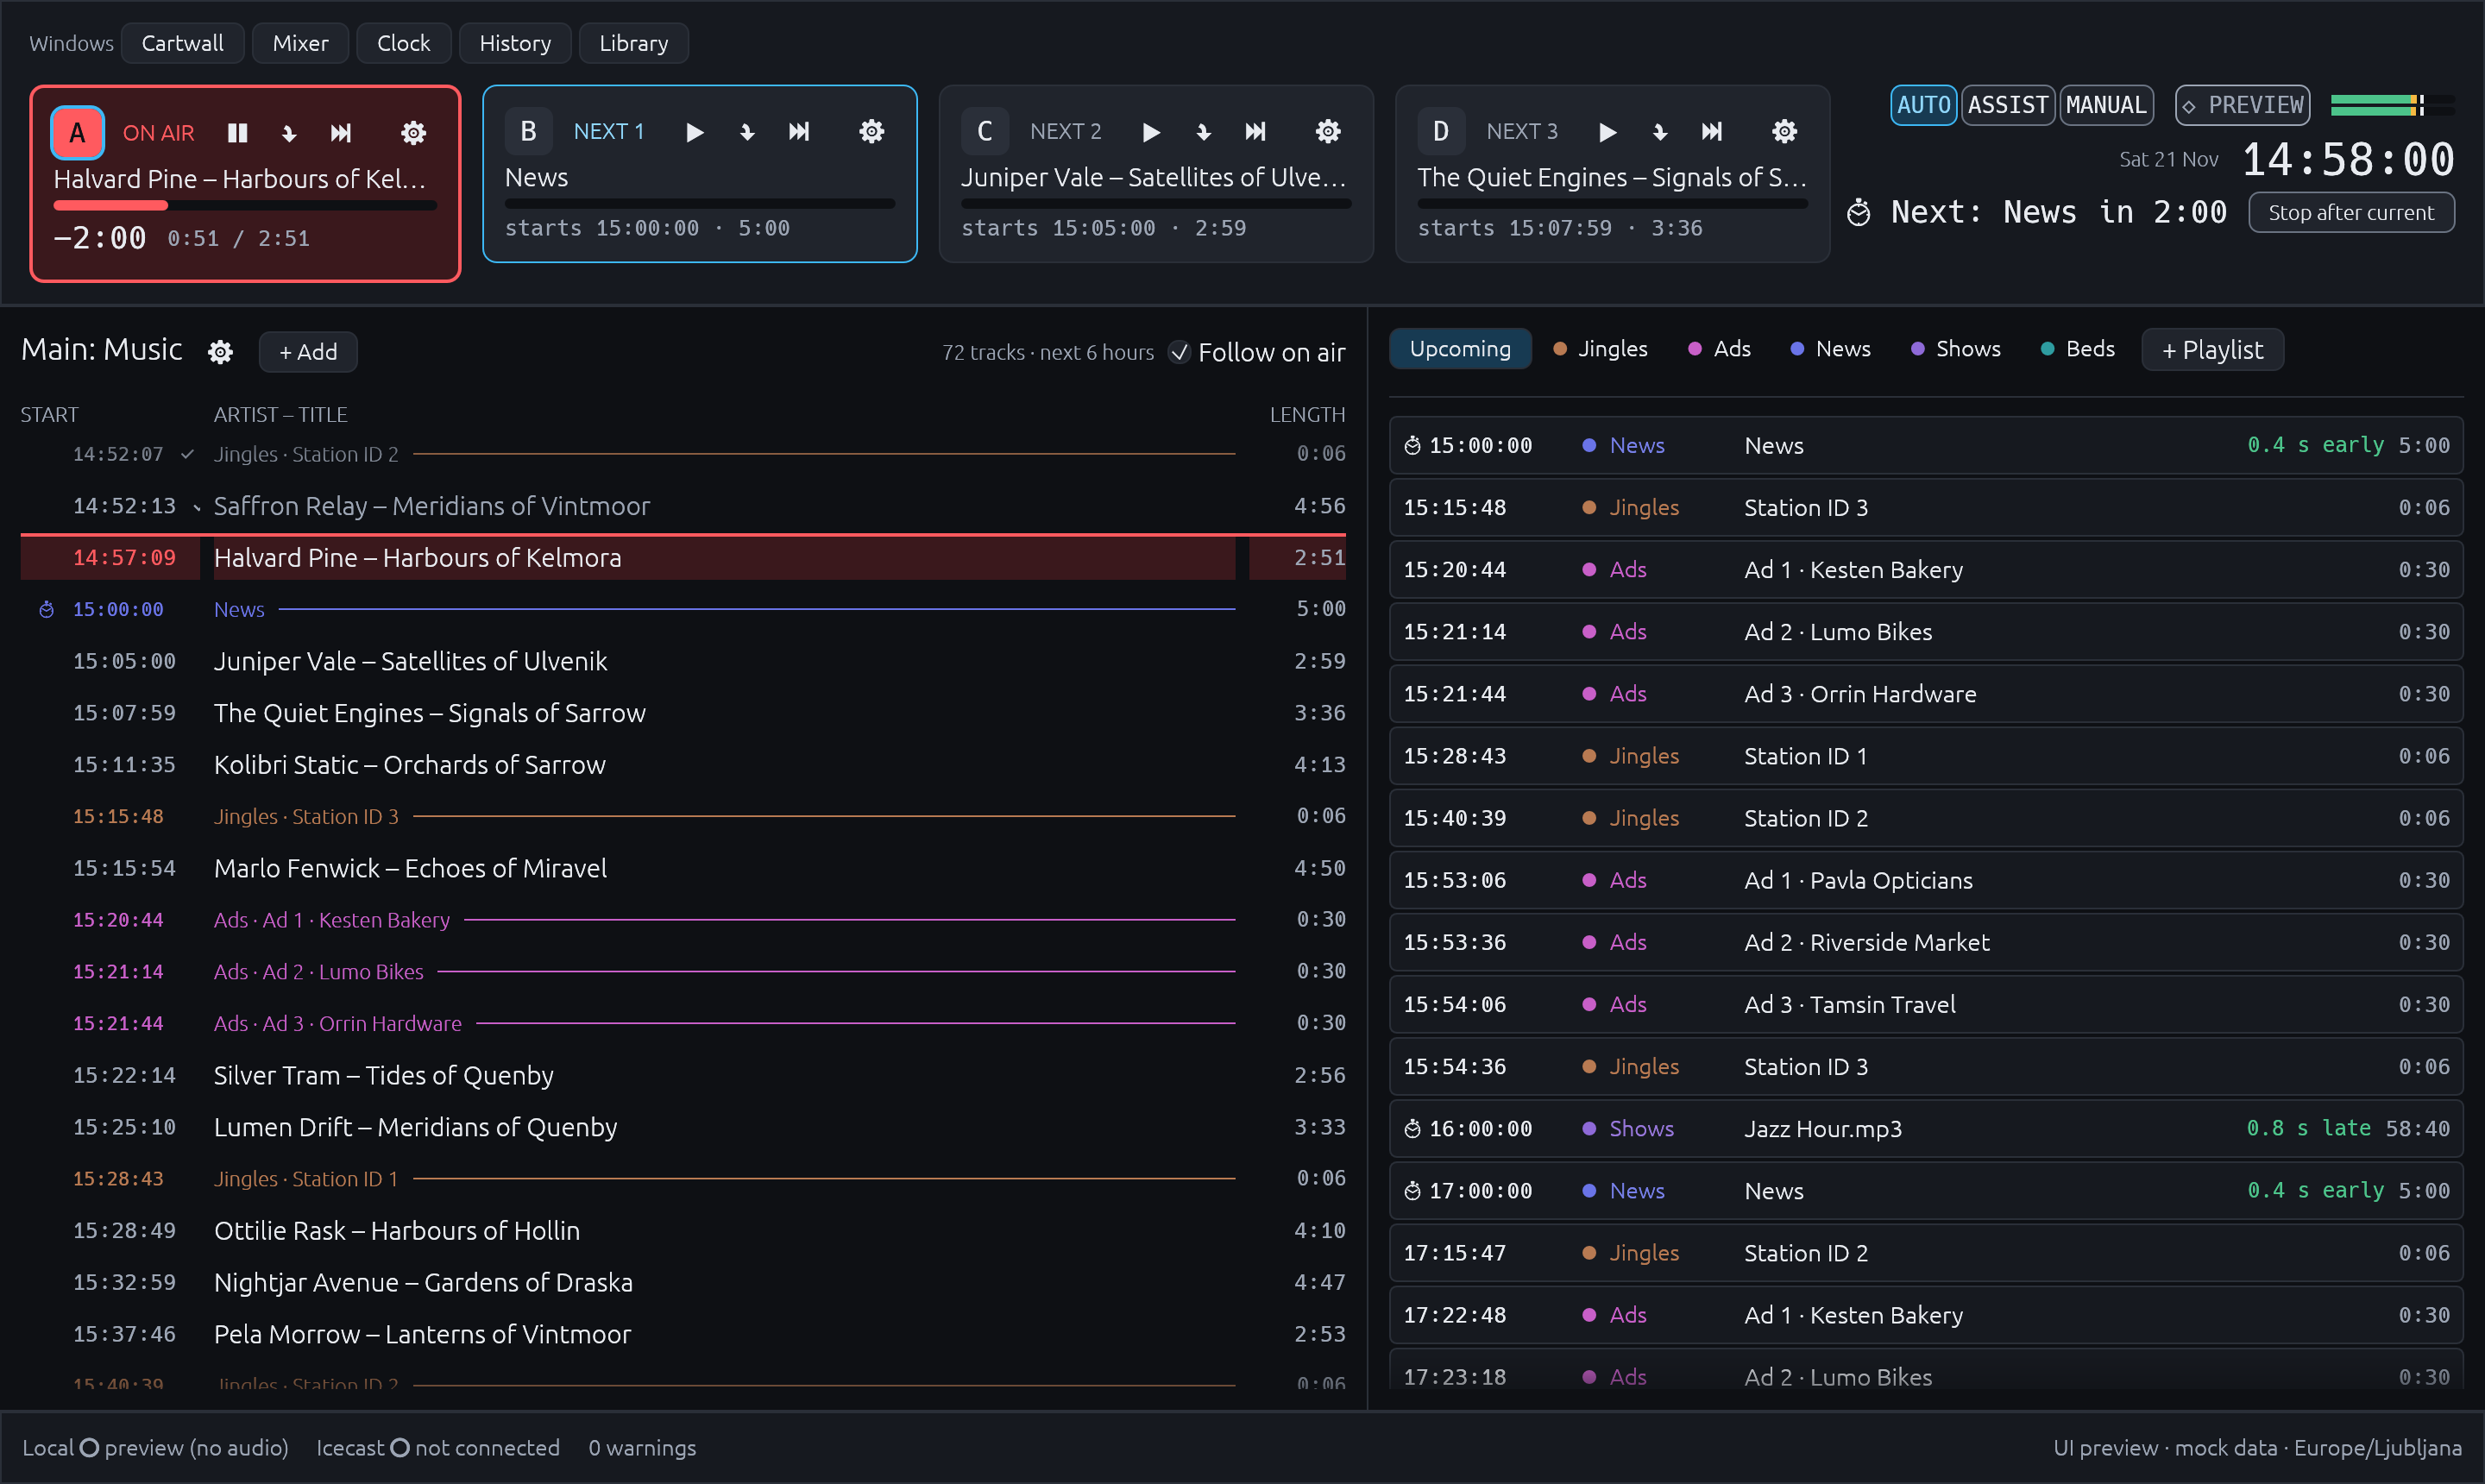 Windows Cartwall Mixer Clock History Library
A ON AIR
Halvard Pine – Harbours of Kel…
−2:00 0:51 / 2:51
B NEXT 1
News
starts 15:00:00 · 5:00
C NEXT 2
Juniper Vale – Satellites of Ulve…
starts 15:05:00 · 2:59
D NEXT 3
The Quiet Engines – Signals of S…
starts 15:07:59 · 3:36
AUTO ASSIST MANUAL ◇ PREVIEW
Sat 21 Nov 14:58:00
Next: News in 2:00 Stop after current
Main: Music + Add 72 tracks · next 6 hours Follow on air
START ARTIST – TITLE LENGTH
14:52:07 Jingles · Station ID 2 0:06
14:52:13 Saffron Relay – Meridians of Vintmoor 4:56
14:57:09 Halvard Pine – Harbours of Kelmora 2:51
15:00:00 News 5:00
15:05:00 Juniper Vale – Satellites of Ulvenik 2:59
15:07:59 The Quiet Engines – Signals of Sarrow 3:36
15:11:35 Kolibri Static – Orchards of Sarrow 4:13
15:15:48 Jingles · Station ID 3 0:06
15:15:54 Marlo Fenwick – Echoes of Miravel 4:50
15:20:44 Ads · Ad 1 · Kesten Bakery 0:30
15:21:14 Ads · Ad 2 · Lumo Bikes 0:30
15:21:44 Ads · Ad 3 · Orrin Hardware 0:30
15:22:14 Silver Tram – Tides of Quenby 2:56
15:25:10 Lumen Drift – Meridians of Quenby 3:33
15:28:43 Jingles · Station ID 1 0:06
15:28:49 Ottilie Rask – Harbours of Hollin 4:10
15:32:59 Nightjar Avenue – Gardens of Draska 4:47
15:37:46 Pela Morrow – Lanterns of Vintmoor 2:53
15:40:39 Jingles · Station ID 2 0:06
Upcoming Jingles Ads News Shows Beds + Playlist
15:00:00 News News 0.4 s early 5:00
15:15:48 Jingles Station ID 3 0:06
15:20:44 Ads Ad 1 · Kesten Bakery 0:30
15:21:14 Ads Ad 2 · Lumo Bikes 0:30
15:21:44 Ads Ad 3 · Orrin Hardware 0:30
15:28:43 Jingles Station ID 1 0:06
15:40:39 Jingles Station ID 2 0:06
15:53:06 Ads Ad 1 · Pavla Opticians 0:30
15:53:36 Ads Ad 2 · Riverside Market 0:30
15:54:06 Ads Ad 3 · Tamsin Travel 0:30
15:54:36 Jingles Station ID 3 0:06
16:00:00 Shows Jazz Hour.mp3 0.8 s late 58:40
17:00:00 News News 0.4 s early 5:00
17:15:47 Jingles Station ID 2 0:06
17:22:48 Ads Ad 1 · Kesten Bakery 0:30
17:23:18 Ads Ad 2 · Lumo Bikes 0:30
Local preview (no audio) Icecast not connected 0 warnings
UI preview · mock data · Europe/Ljubljana